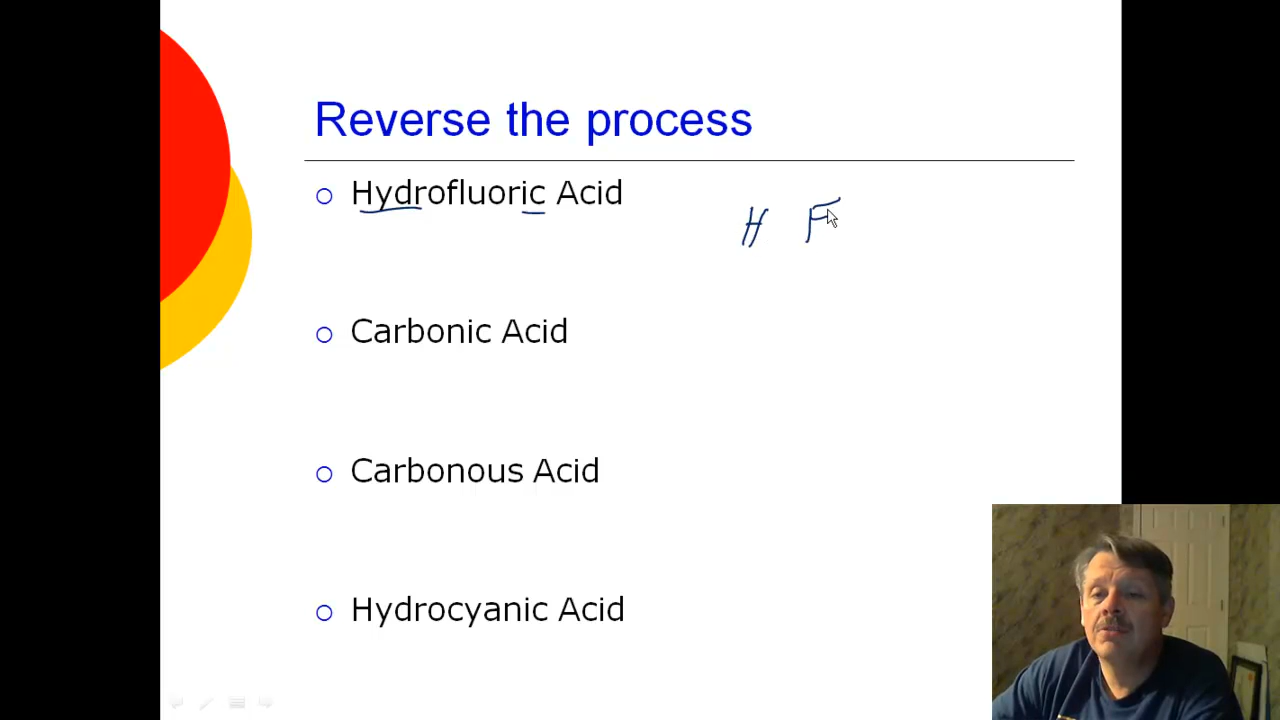 Reverse the process
Hydrofluoric Acid
H F
Carbonic Acid
Carbonous Acid
Hydrocyanic Acid